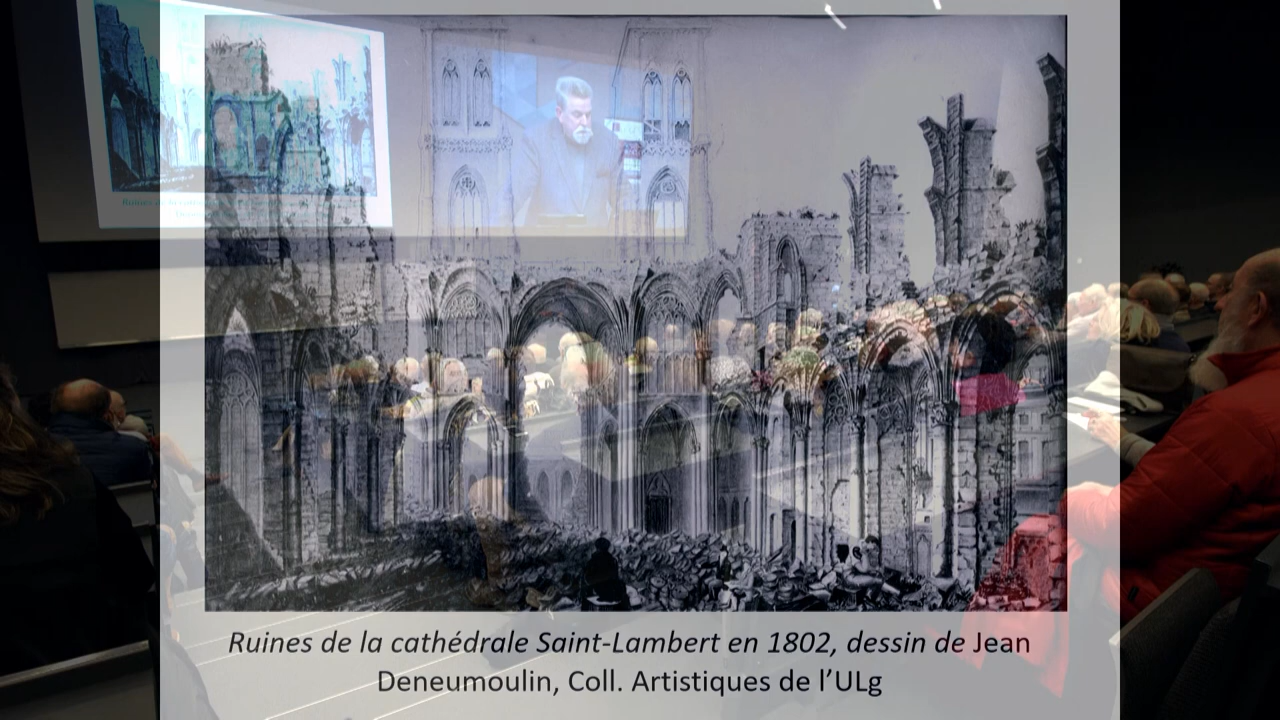 Ruines de la cathédrale Saint-Lambert en 1802, dessin de Jean
Deneumoulin, Coll. Artistiques de l’ULg